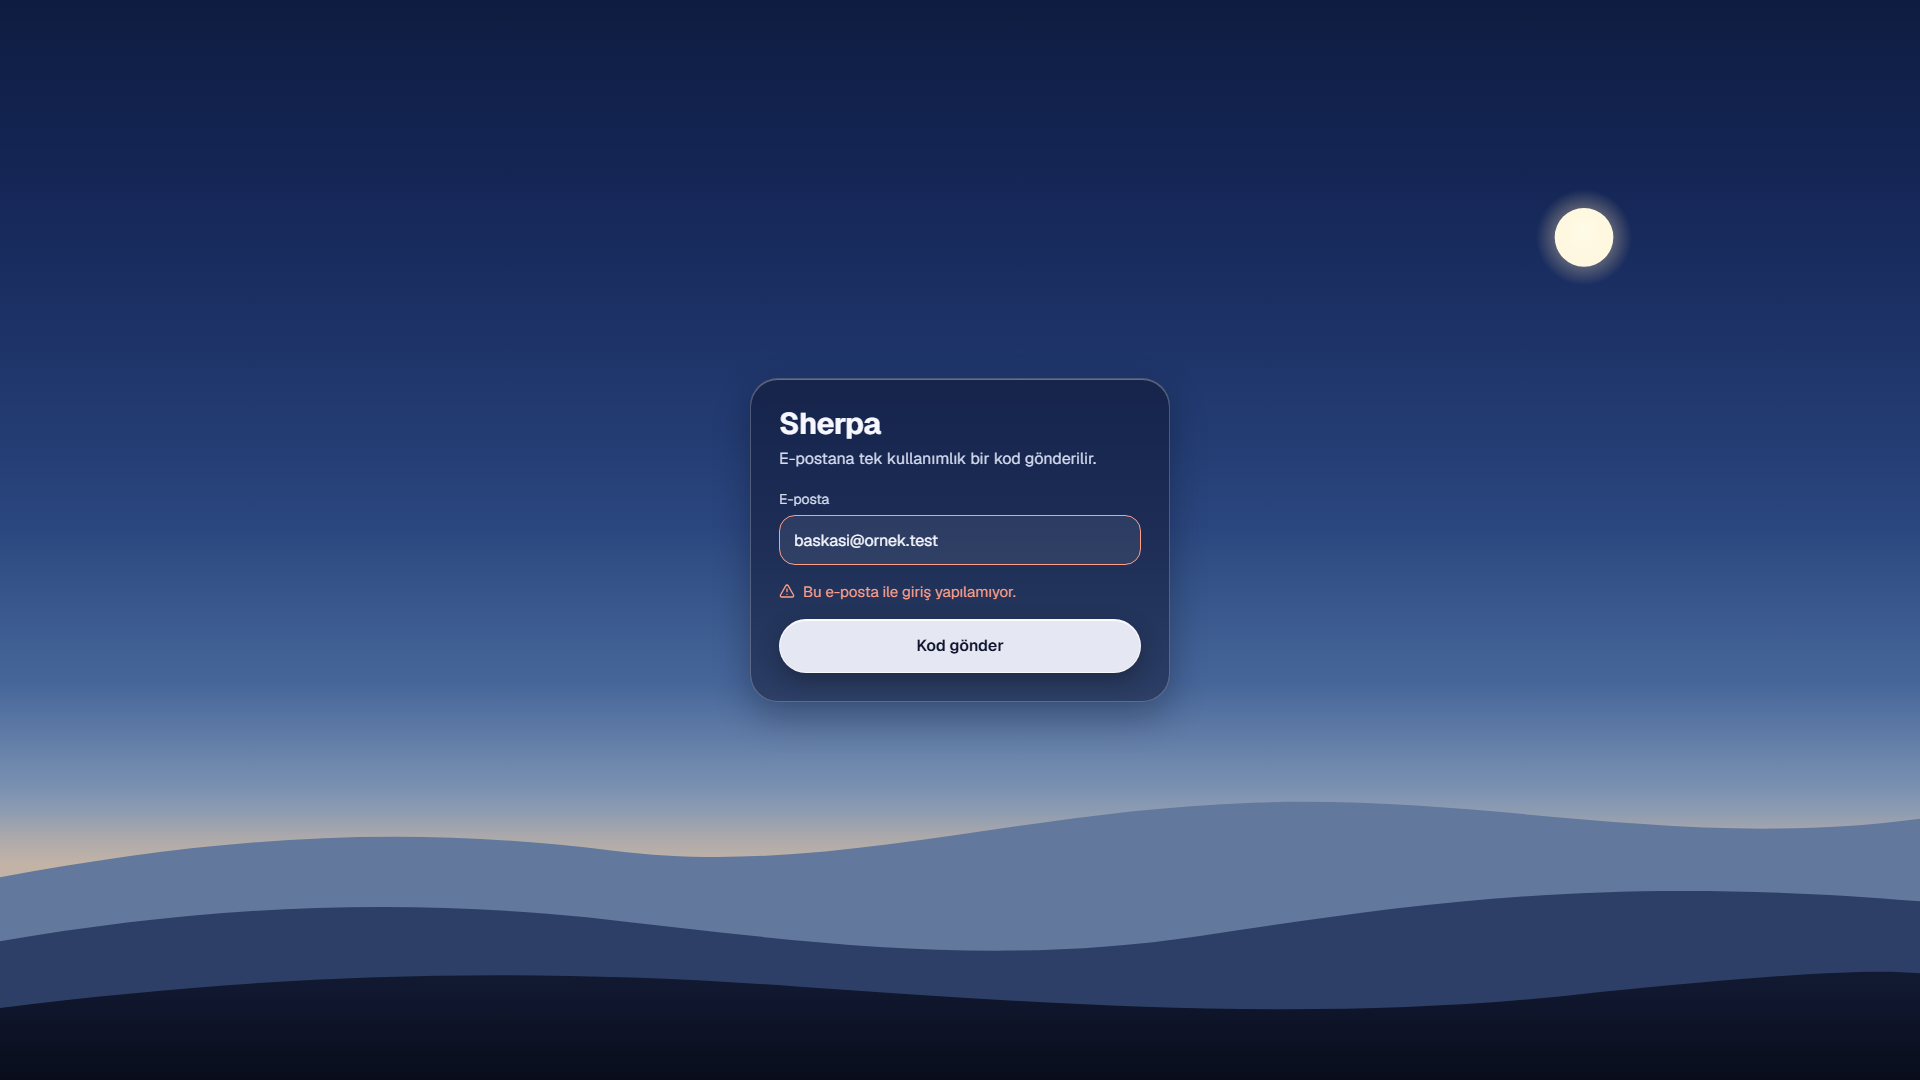 Sherpa
E-postana tek kullanımlık bir kod gönderilir.
E-posta
baskasi@ornek.test
Bu e-posta ile giriş yapılamıyor.
Kod gönder